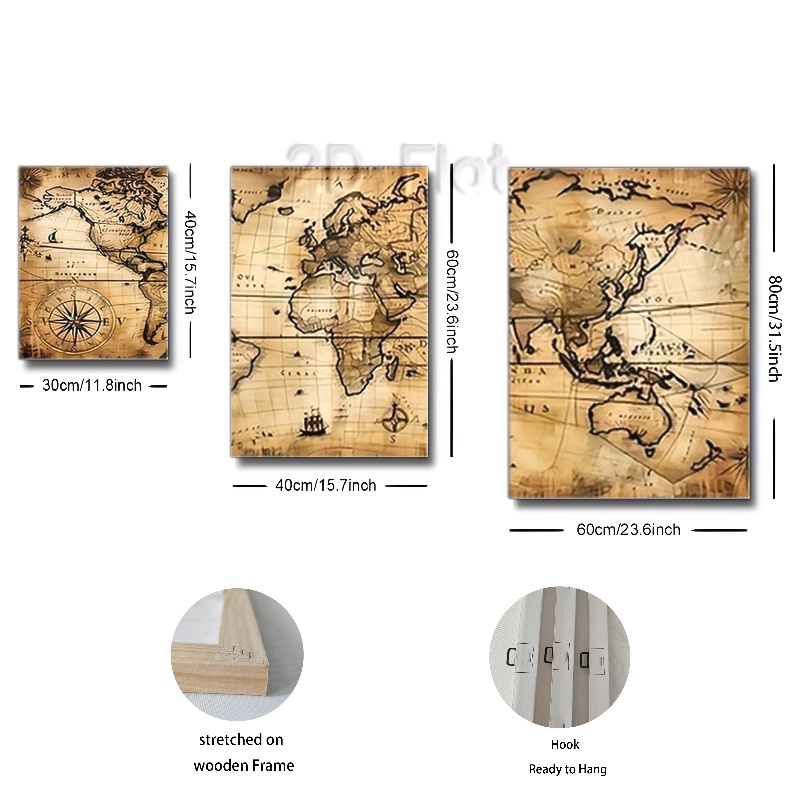 2D Flat
40cm/15.7inch
30cm/11.8inch
60cm/23.6inch
40cm/15.7inch
80cm/31.5inch
60cm/23.6inch
stretched on
wooden Frame
Hook
Ready to Hang